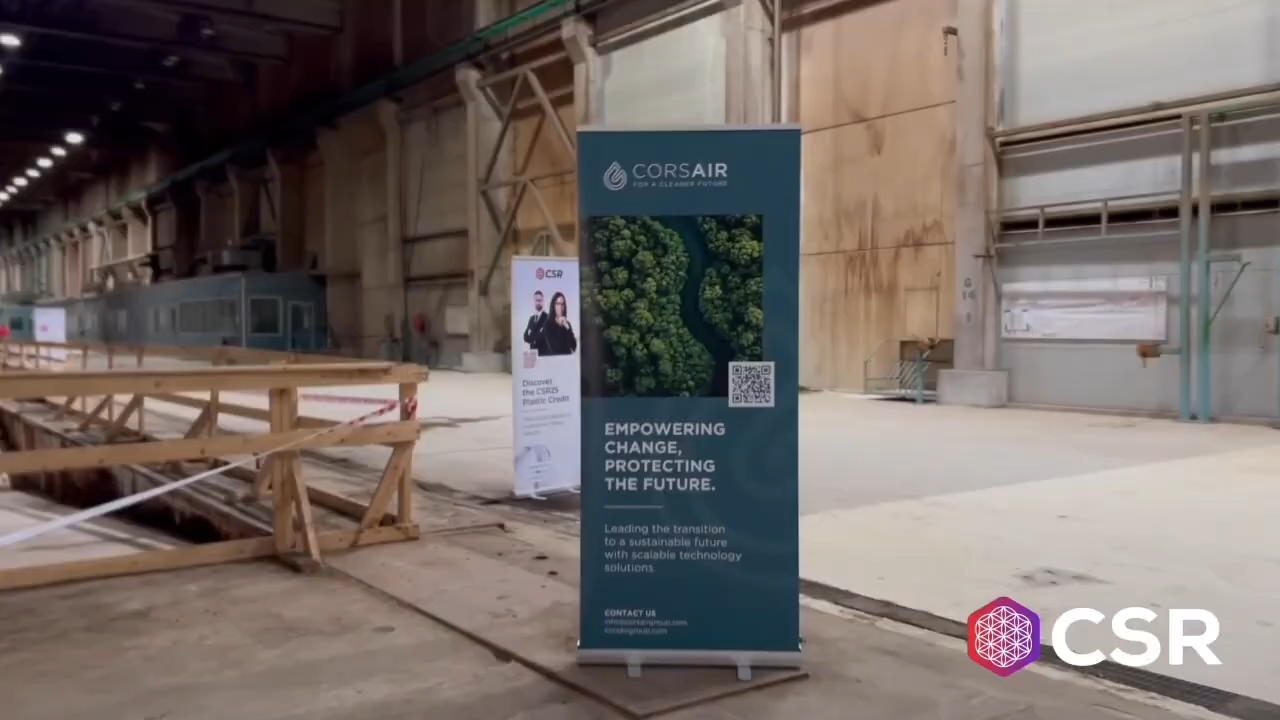 CORSAIR
FOR A CLEANER FUTURE
EMPOWERING
CHANGE,
PROTECTING
THE FUTURE.
Leading the transition
to a sustainable future
with scalable technology
solutions.
CONTACT US
CSR
Discover
the CSR25
Plastic Credit
CSR